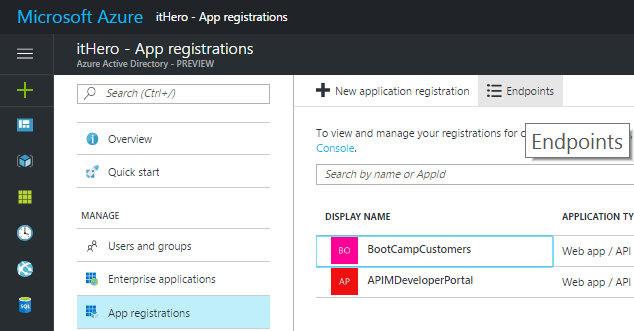 Microsoft Azure itHero - App registrations
itHero - App registrations
Azure Active Directory - PREVIEW
Search (Ctrl+/)
Overview
Quick start
MANAGE
Users and groups
Enterprise applications
App registrations
New application registration
Endpoints
To view and manage your registrations for
Console.
Endpoints
Search by name or AppId
DISPLAY NAME
APPLICATION TY
BO BootCampCustomers Web app / API
AP APIMDeveloperPortal Web app / API
SQL